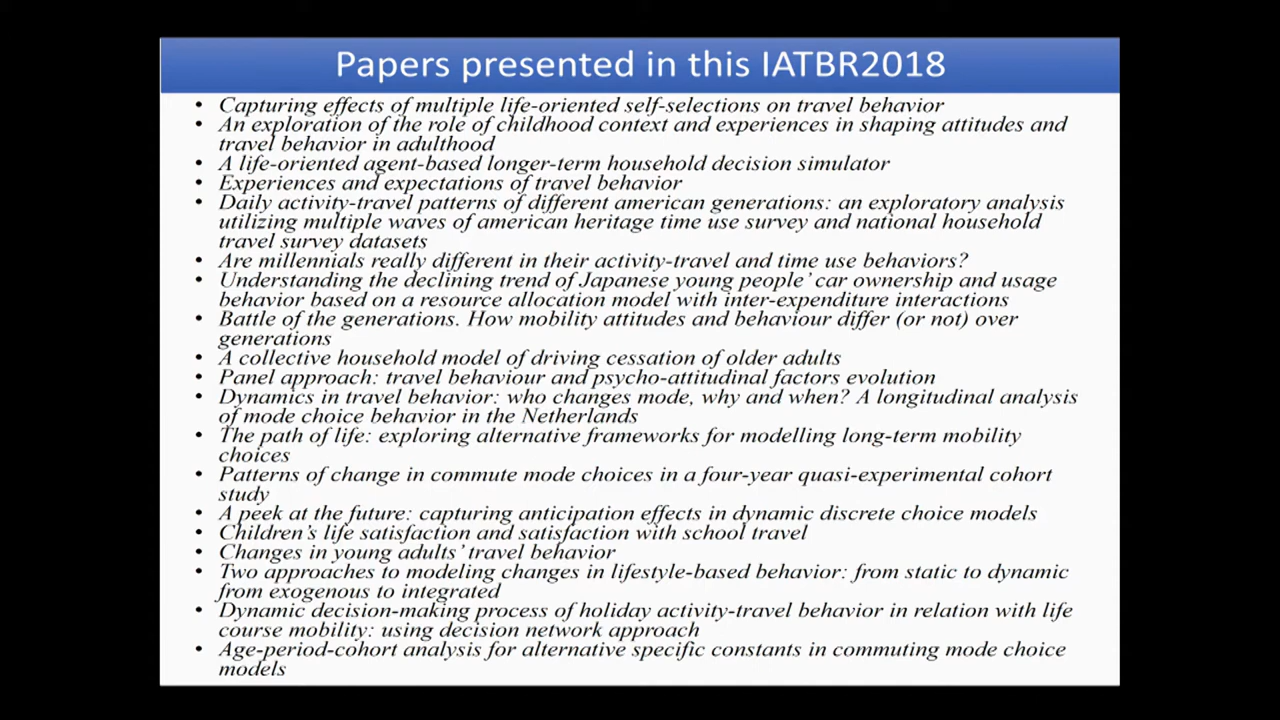 Papers presented in this IATBR2018
• Capturing effects of multiple life-oriented self-selections on travel behavior
• An exploration of the role of childhood context and experiences in shaping attitudes and
travel behavior in adulthood
• A life-oriented agent-based longer-term household decision simulator
• Experiences and expectations of travel behavior
• Daily activity-travel patterns of different american generations: an exploratory analysis
utilizing multiple waves of american heritage time use survey and national household
travel survey datasets
• Are millennials really different in their activity-travel and time use behaviors?
• Understanding the declining trend of Japanese young people’ car ownership and usage
behavior based on a resource allocation model with inter-expenditure interactions
• Battle of the generations. How mobility attitudes and behaviour differ (or not) over
generations
• A collective household model of driving cessation of older adults
• Panel approach: travel behaviour and psycho-attitudinal factors evolution
• Dynamics in travel behavior: who changes mode, why and when? A longitudinal analysis
of mode choice behavior in the Netherlands
• The path of life: exploring alternative frameworks for modelling long-term mobility
choices
• Patterns of change in commute mode choices in a four-year quasi-experimental cohort
study
• A peek at the future: capturing anticipation effects in dynamic discrete choice models
• Children’s life satisfaction and satisfaction with school travel
• Changes in young adults’ travel behavior
• Two approaches to modeling changes in lifestyle-based behavior: from static to dynamic
from exogenous to integrated
• Dynamic decision-making process of holiday activity-travel behavior in relation with life
course mobility: using decision network approach
• Age-period-cohort analysis for alternative specific constants in commuting mode choice
models